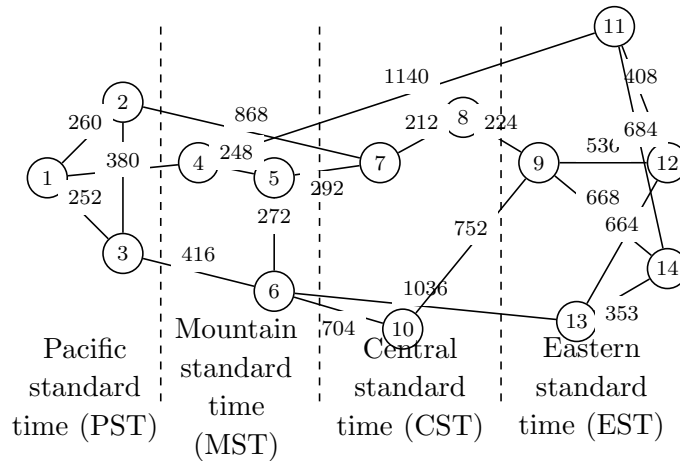 11
1140
408
2
868
8
260
212
224
684
380
248
536
1
4
5
7
9
12
292
252
668
272
752
664
3
416
14
6
1036
13
353
704
10
Pacific
standard
time (PST)
Mountain
standard
time
(MST)
Central
standard
time (CST)
Eastern
standard
time (EST)